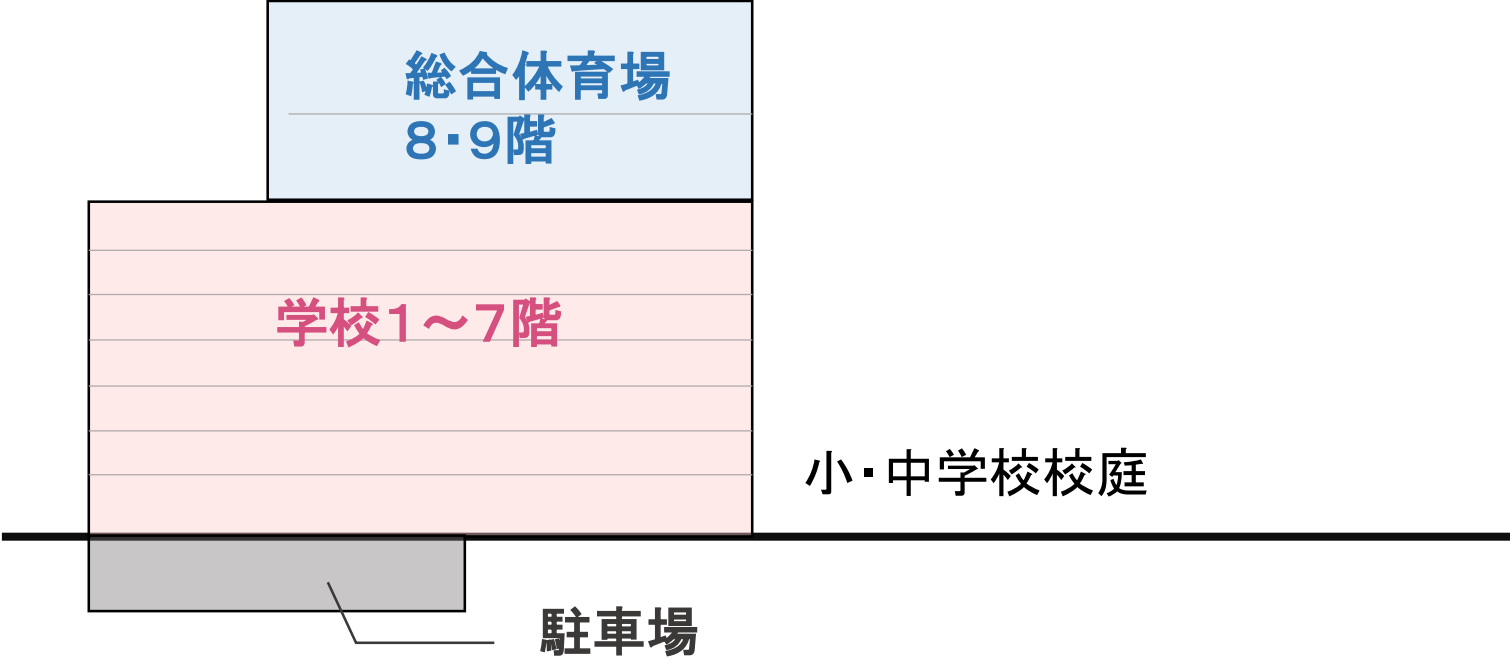 総合体育場
８・９階
学校１～７階
小・中学校校庭
駐車場